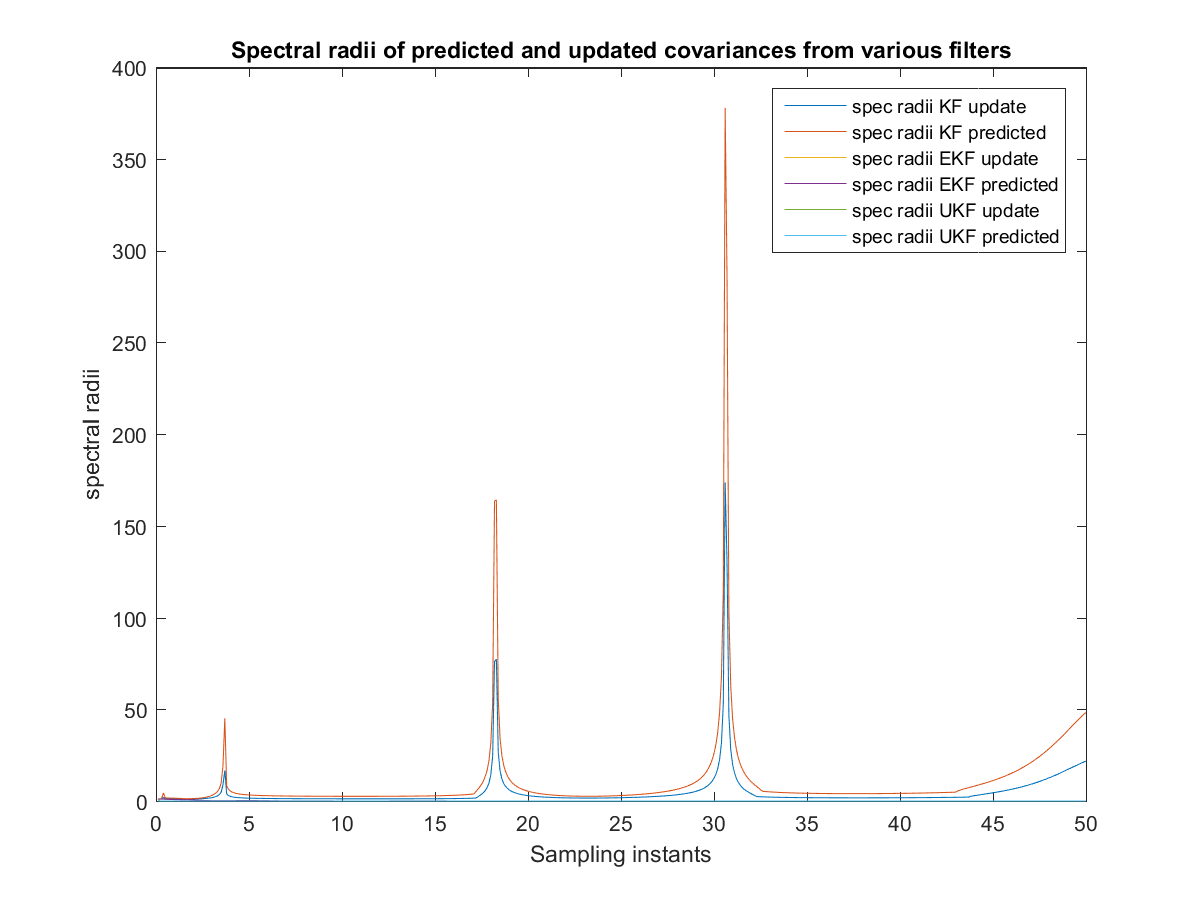 Spectral radii of predicted and updated covariances from various filters
400
350
300
250
200
150
100
50
0
spectral radii
spec radii KF update
spec radii KF predicted
spec radii EKF update
spec radii EKF predicted
spec radii UKF update
spec radii UKF predicted
0 5 10 15 20 25 30 35 40 45 50
Sampling instants